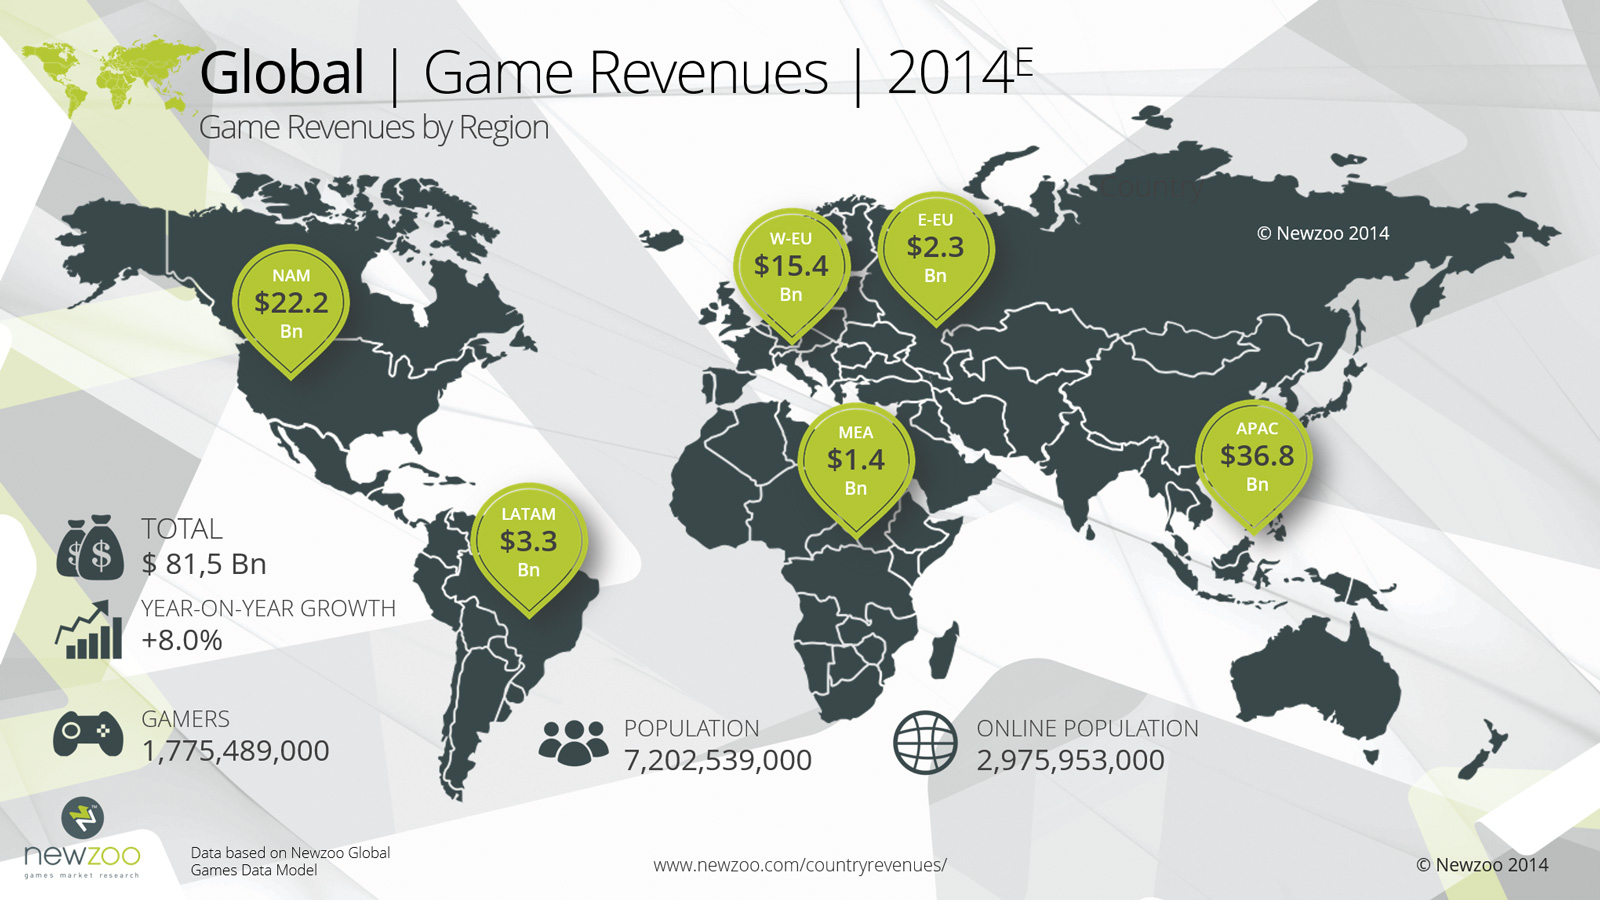 Global | Game Revenues | 2014E
Game Revenues by Region
country
© Newzoo 2014
NAM
$22.2
Bn
W-EU
$15.4
Bn
E-EU
$2.3
Bn
MEA
$1.4
Bn
APAC
$36.8
Bn
LATAM
$3.3
Bn
TOTAL
$ 81,5 Bn
YEAR-ON-YEAR GROWTH
+8.0%
GAMERS
1,775,489,000
POPULATION
7,202,539,000
ONLINE POPULATION
2,975,953,000
newzoo
games market research
Data based on Newzoo Global
Games Data Model
www.newzoo.com/countryrevenues/
© Newzoo 2014